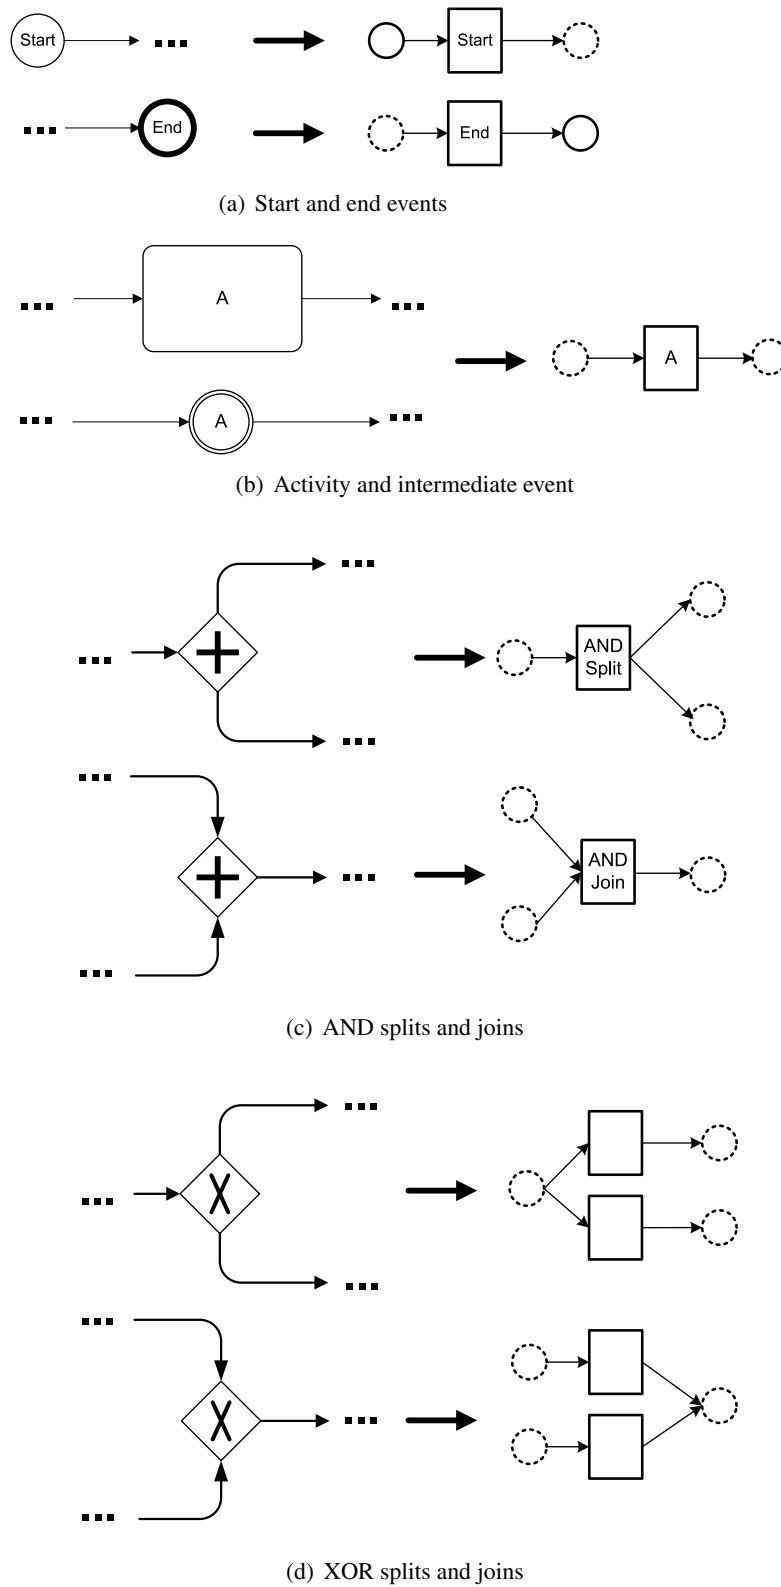 Start
Start
End
End
(a) Start and end events
A
A
A
(b) Activity and intermediate event
AND
Split
AND
Join
(c) AND splits and joins
X
X
(d) XOR splits and joins